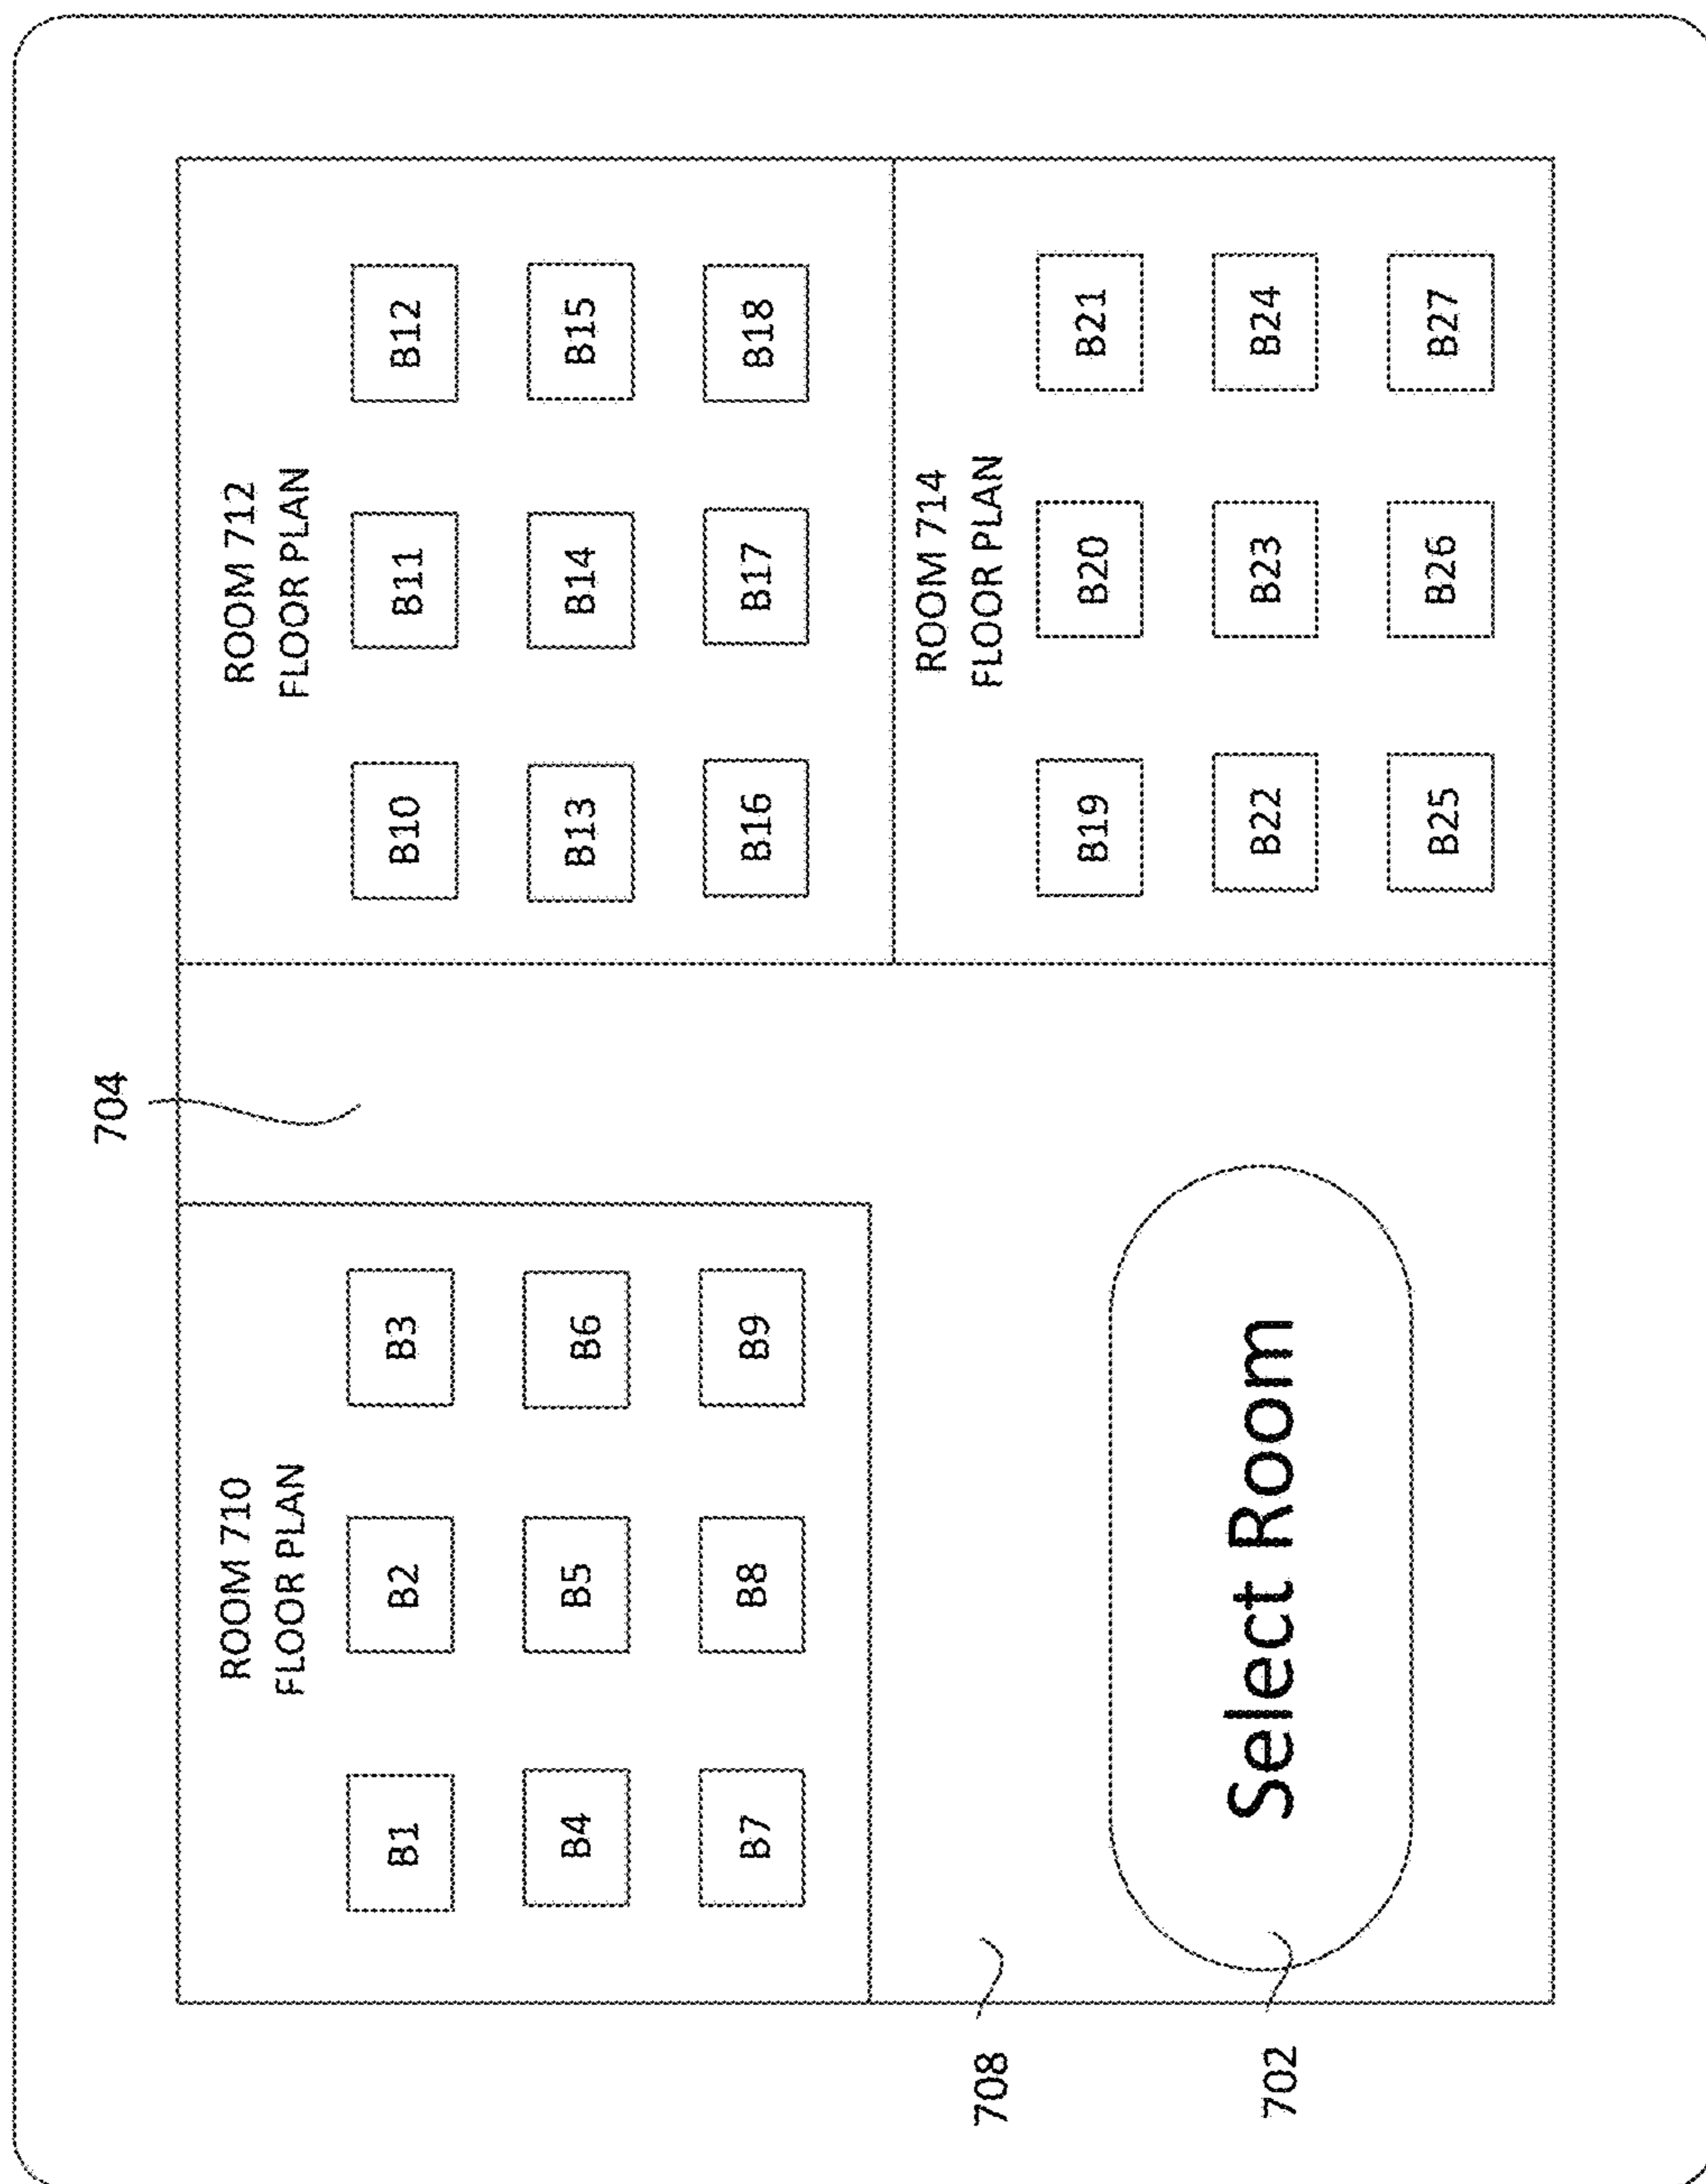 704
ROOM 710
FLOOR PLAN
B1 B2 B3
B4 B5 B6
B7 B8 B9
ROOM 712
FLOOR PLAN
B10 B11 B12
B13 B14 B15
B16 B17 B18
708
702
Select Room
ROOM 714
FLOOR PLAN
B19 B20 B21
B22 B23 B24
B25 B26 B27